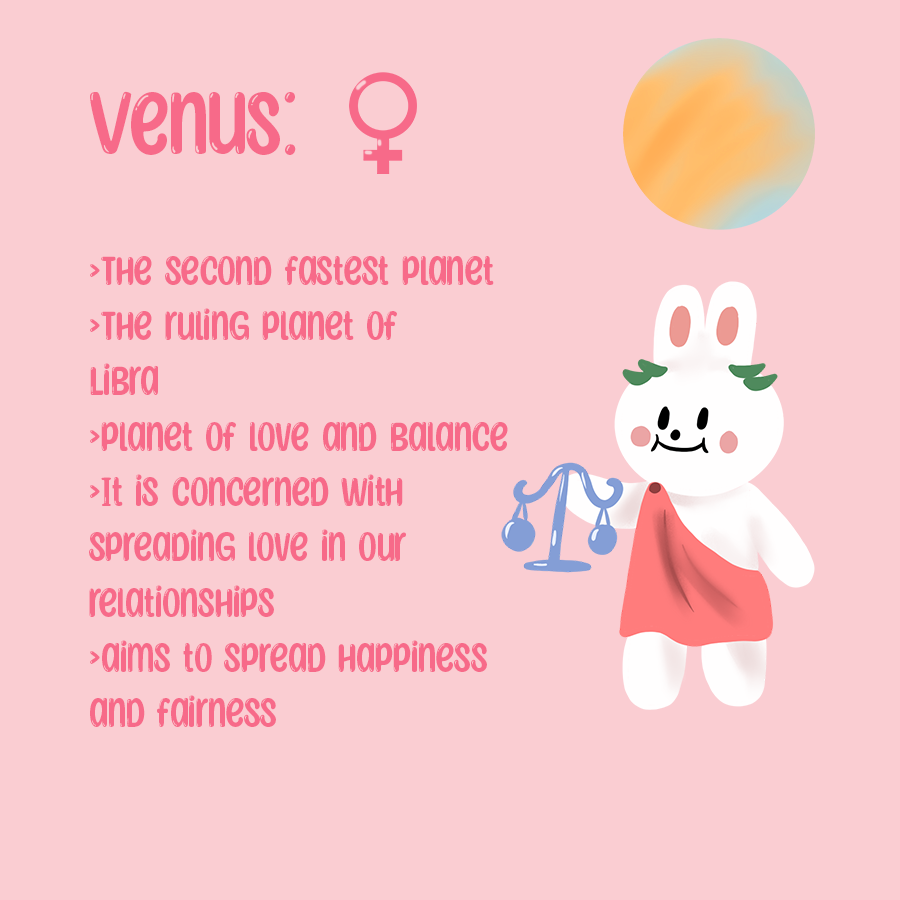 Venus: ♀
>The second fastest planet
>The ruling planet of
Libra
>Planet of love and balance
>It is concerned with
spreading love in our
relationships
>aims to spread happiness
and fairness